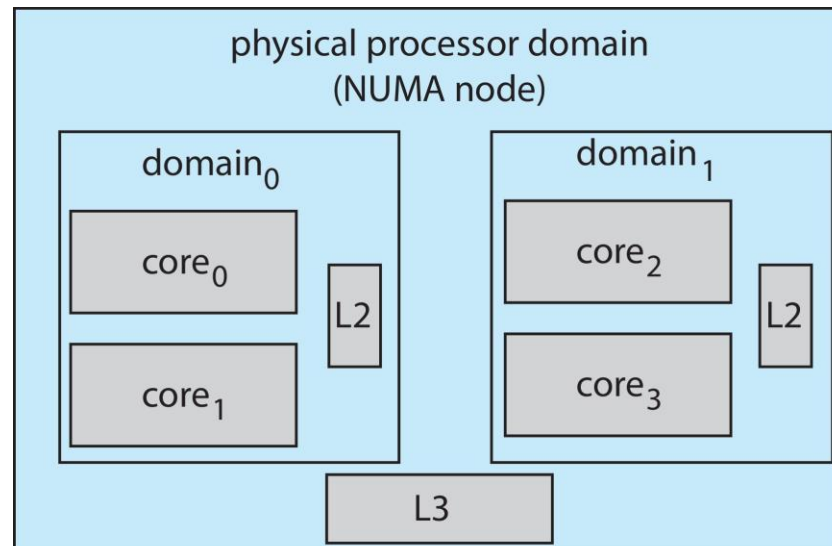 physical processor domain
(NUMA node)
domain₀
core₀
L2
core₁
domain₁
core₂
L2
core₃
L3